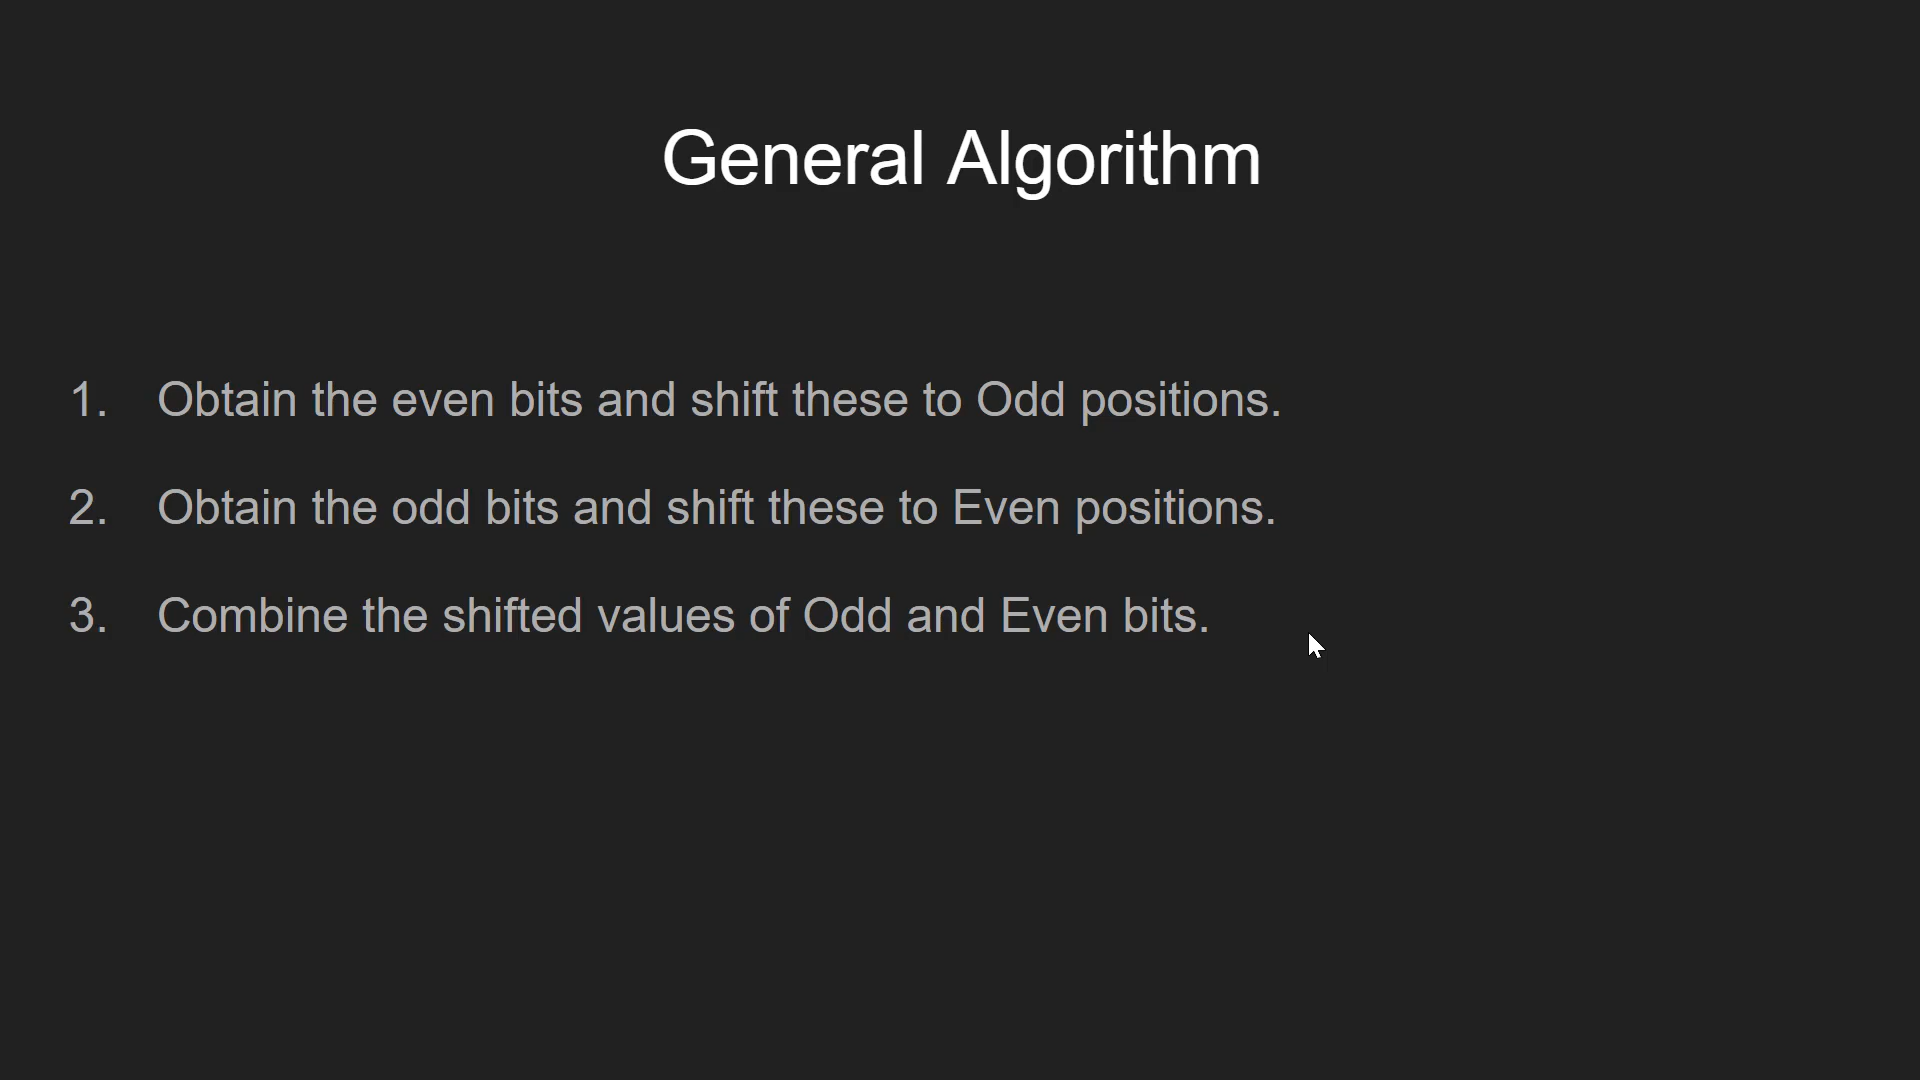 General Algorithm
1. Obtain the even bits and shift these to Odd positions.
2. Obtain the odd bits and shift these to Even positions.
3. Combine the shifted values of Odd and Even bits.